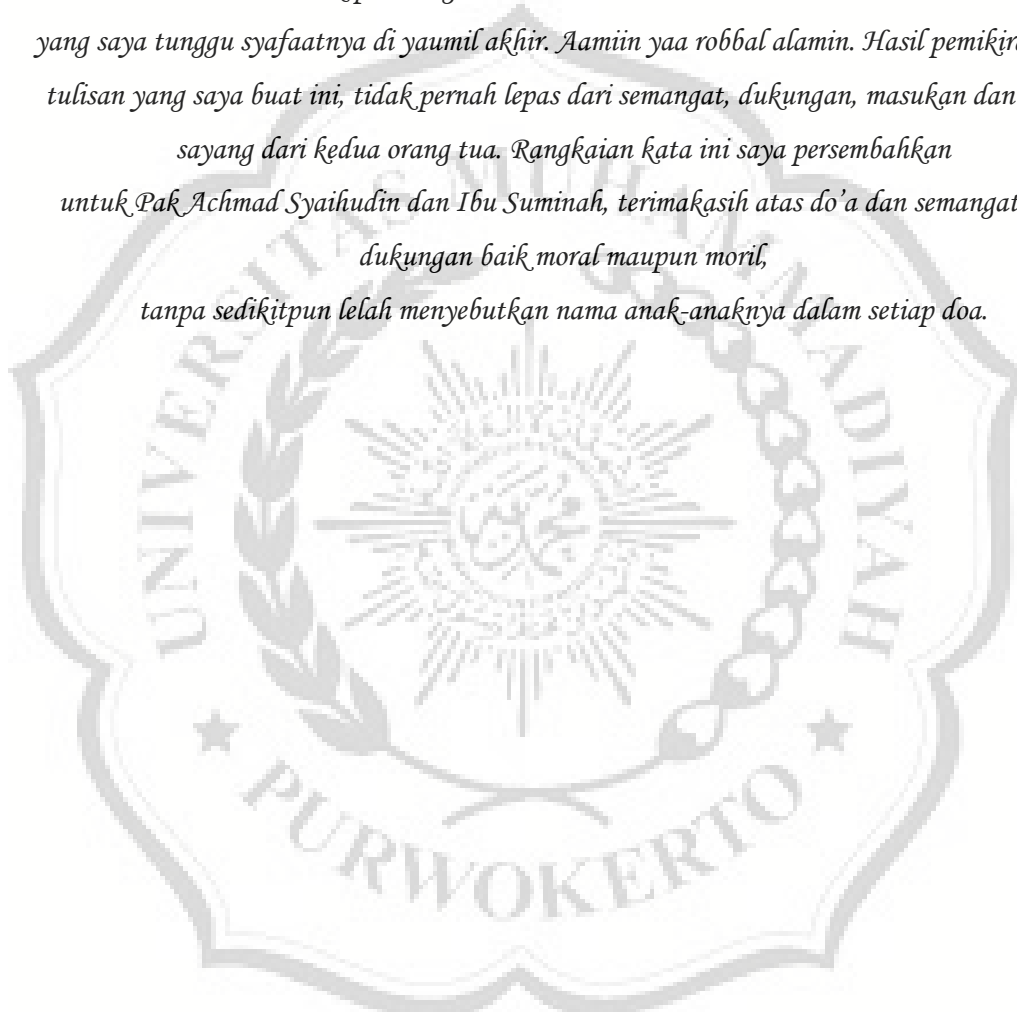 yang saya tunggu syafaatnya di yaumil akhir. Aamiin yaa robbal alamin. Hasil
tulisan yang saya buat ini, tidak pernah lepas dari semangat, dukungan, masukan dan
sayang dari kedua orang tua. Rangkaian kata ini saya persembahkan
untuk Pak Achmad Syaihudin dan Ibu Suminah, terimakasih atas do'a dan semangat
dukungan baik moral maupun moril,
tanpa sedikitpun lelah menyebutkan nama anak-anaknya dalam setiap doa.
UNIVERSITAS MUHAMMADIYAH
PURWOKERTO